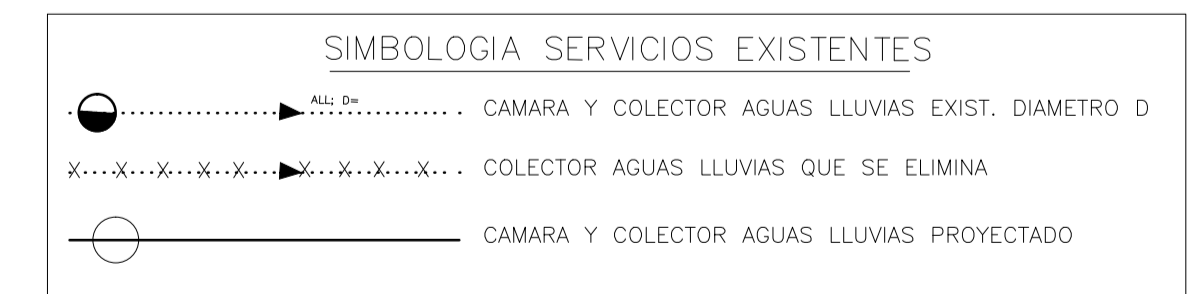 SIMBOLOGIA SERVICIOS EXISTENTES
ALL; D= CAMARA Y COLECTOR AGUAS LLUVIAS EXIST. DIAMETRO D
X X X X X X X X X COLECTOR AGUAS LLUVIAS QUE SE ELIMINA
CAMARA Y COLECTOR AGUAS LLUVIAS PROYECTADO